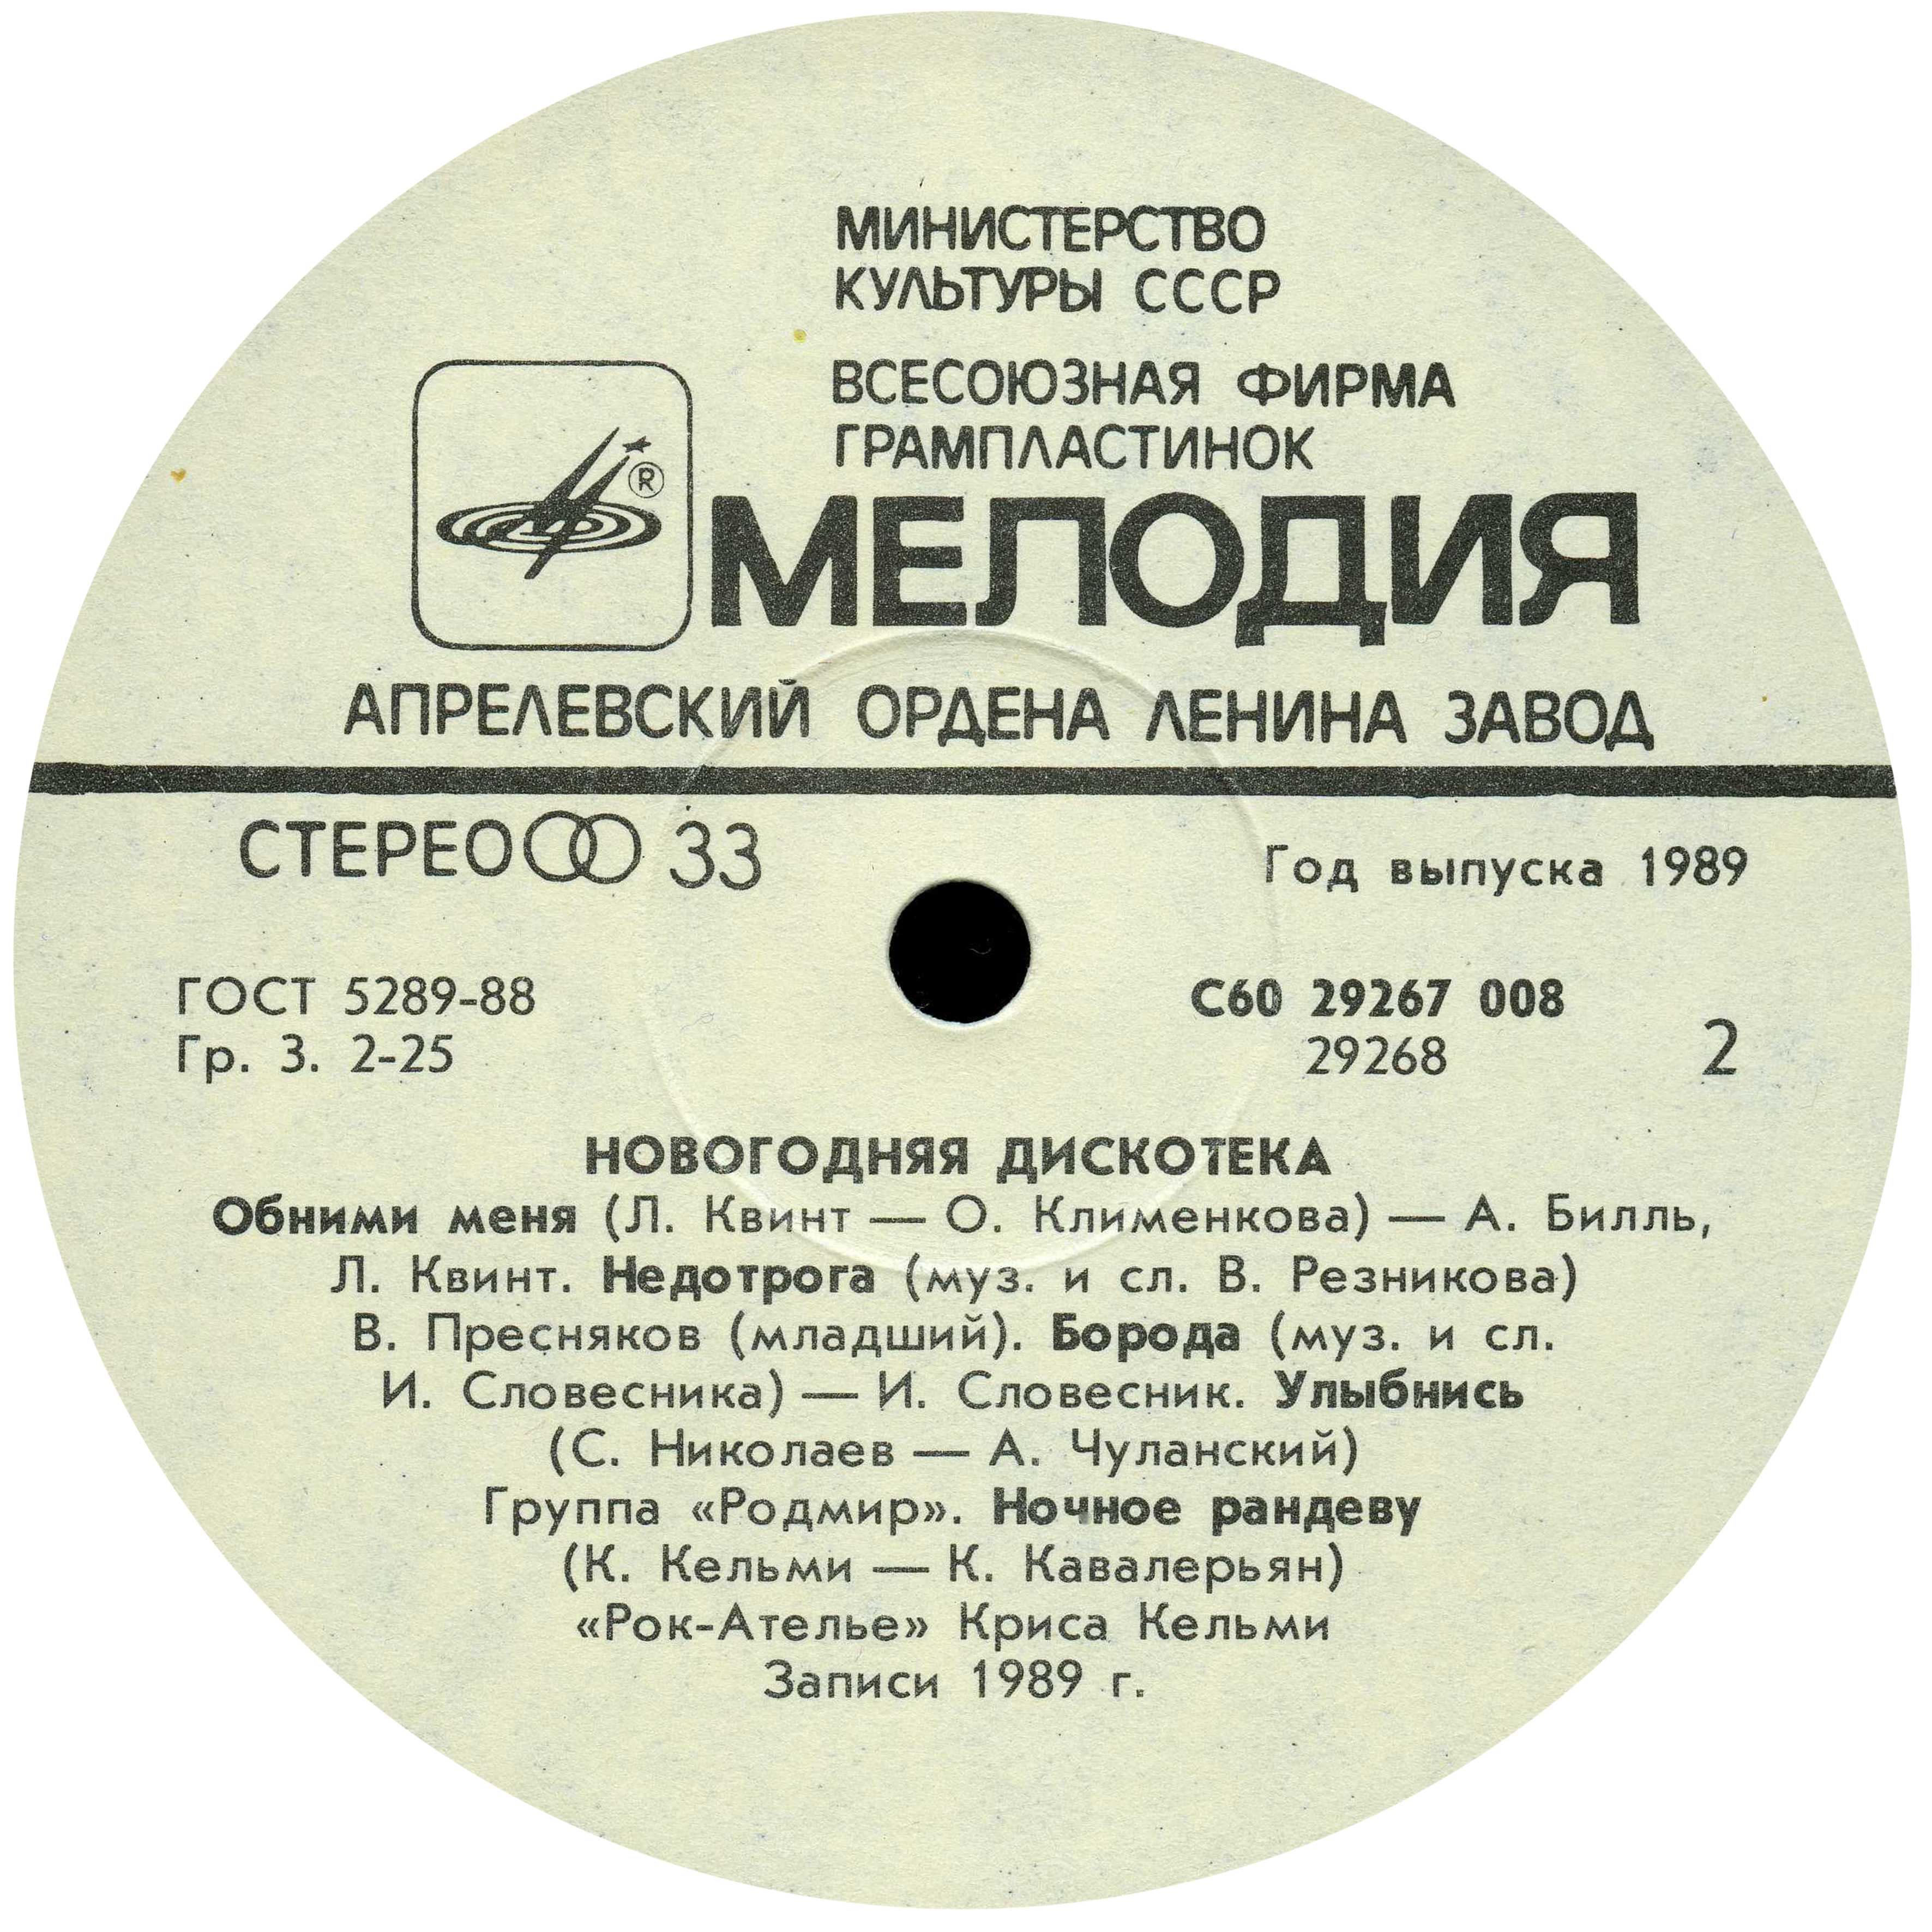 МИНИСТЕРСТВО
КУЛЬТУРЫ СССР
ВСЕСОЮЗНАЯ ФИРМА
ГРАМПЛАСТИНОК
®
МЕЛОДИЯ
АПРЕЛЕВСКИЙ ОРДЕНА ЛЕНИНА ЗАВОД
СТЕРЕО 33
Год выпуска 1989
ГОСТ 5289-88
Гр. 3. 2-25
С60 29267 008
29268
2
НОВОГОДНЯЯ ДИСКОТЕКА
Обними меня (Л. Квинт — О. Клименкова) — А. Билль,
Л. Квинт. Недотрога (муз. и сл. В. Резникова)
В. Пресняков (младший). Борода (муз. и сл.
И. Словесника) — И. Словесник. Улыбнись
(С. Николаев — А. Чуланский)
Группа «Родмир». Ночное рандеву
(К. Кельми — К. Кавалерьян)
«Рок-Ателье» Криса Кельми
Записи 1989 г.